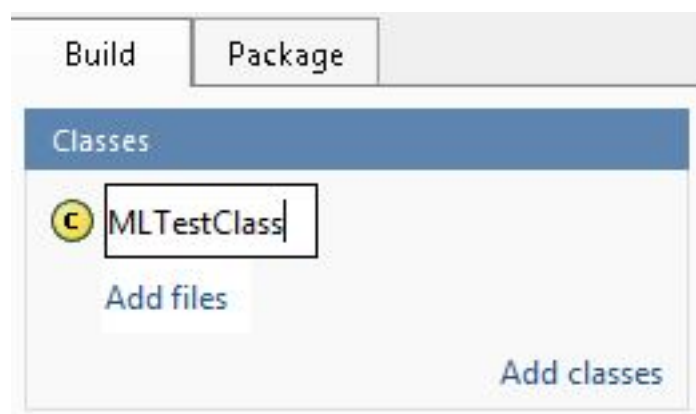 Build Package
Classes
C MLTestClass
Add files
Add classes